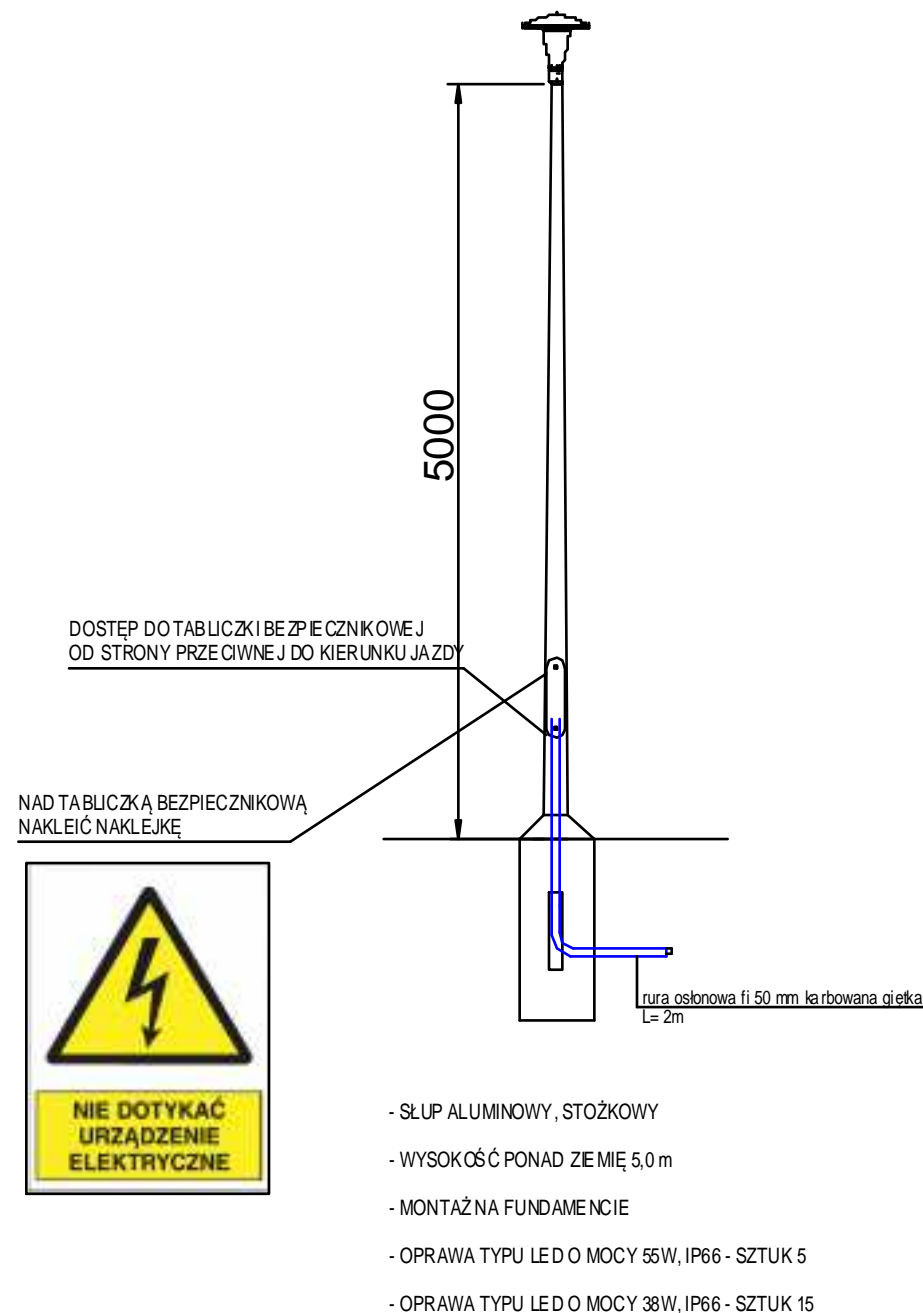 5000
DOSTĘP DO TABLICZKI BEZPIECZNIKOWEJ
OD STRONY PRZECIWNEJ DO KIERUNKU JAZDY
NAD TABLICZKĄ BEZPIECZNIKOWĄ
NAKLEIĆ NAKLEJKĘ
NIE DOTYKAĆ
URZĄDZENIE
ELEKTRYCZNE
rura osłonowa fi 50 mm karbowana giętka
L= 2m
- SŁUP ALUMINOWY, STOŻKOWY
- WYSOKOŚĆ PONAD ZIEMIĘ 5,0 m
- MONTAŻ NA FUNDAMENCIE
- OPRAWA TYPU LED O MOCY 55W, IP66 - SZTUK 5
- OPRAWA TYPU LED O MOCY 38W, IP66 - SZTUK 15